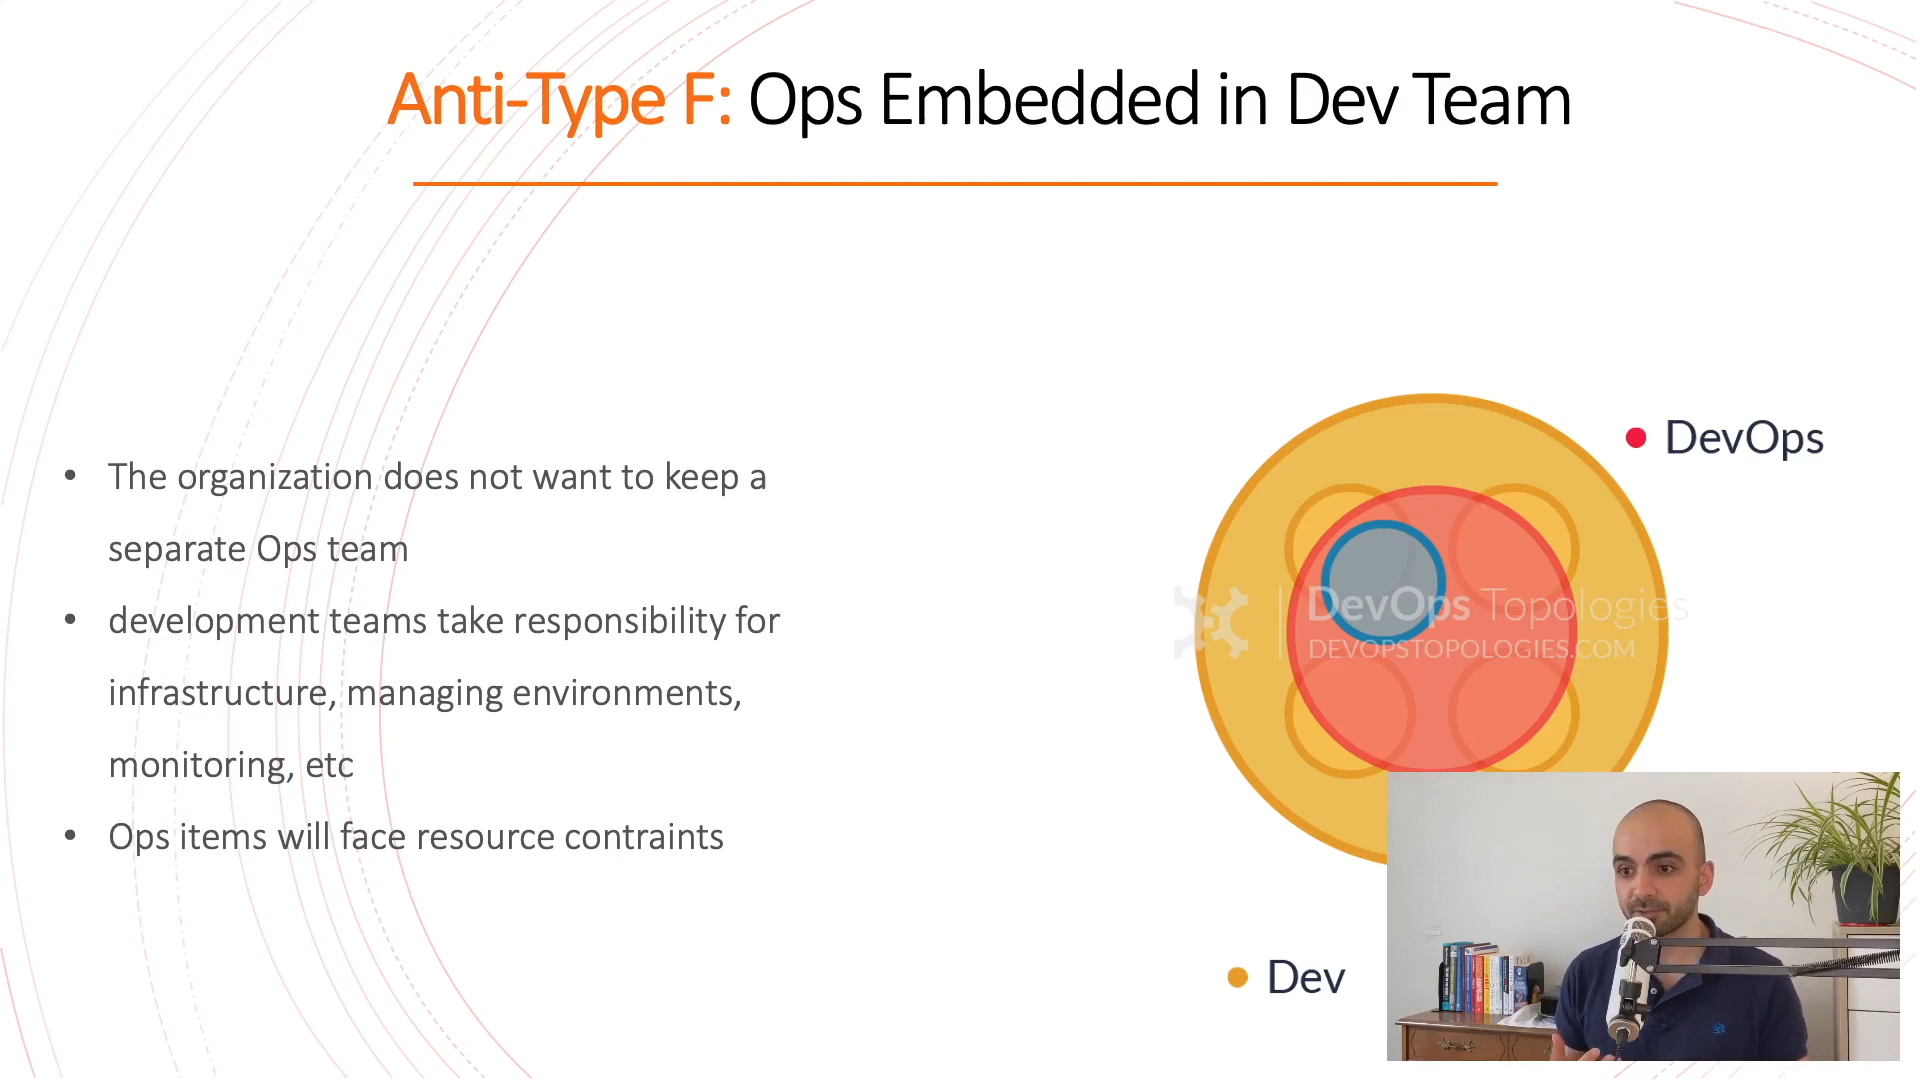 Anti-Type F: Ops Embedded in Dev Team
• The organization does not want to keep a
separate Ops team
• development teams take responsibility for
infrastructure, managing environments,
monitoring, etc
• Ops items will face resource contraints
DevOps
DevOps Topologies
DEVOPSTOPOLOGIES.COM
Dev